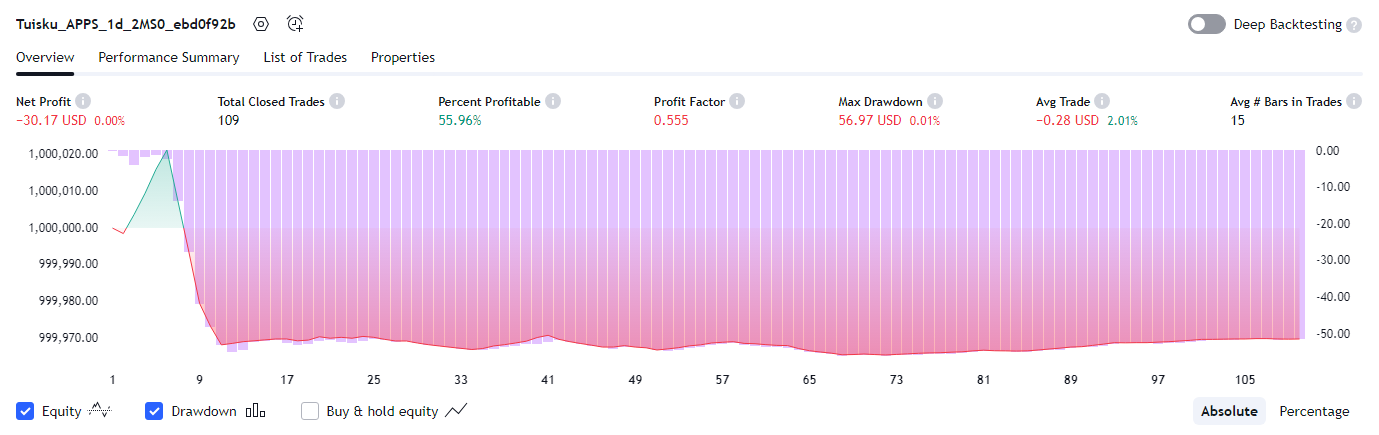 Tuisku_APPS_1d_2MS0_ebd0f92b Deep Backtesting ?
Overview Performance Summary List of Trades Properties
Net Profit i Total Closed Trades i Percent Profitable i Profit Factor i Max Drawdown i Avg Trade i Avg # Bars in Trades i
−30.17 USD 0.00% 109 55.96% 0.555 56.97 USD 0.01% −0.28 USD 2.01% 15
1,000,020.00 0.00
1,000,010.00 -10.00
1,000,000.00 -20.00
999,990.00 -30.00
999,980.00 -40.00
999,970.00 -50.00
1 9 17 25 33 41 49 57 65 73 81 89 97 105
Equity Drawdown Buy & hold equity Absolute Percentage